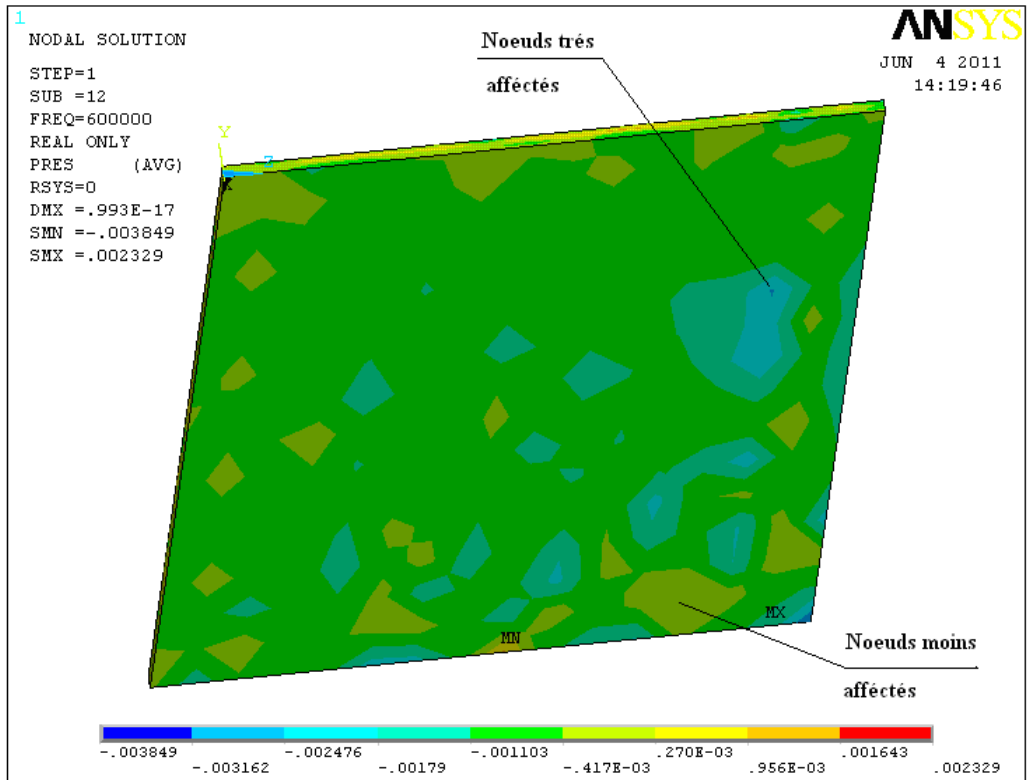 1
NODAL SOLUTION
STEP=1
SUB =12
FREQ=600000
REAL ONLY
PRES (AVG)
RSYS=0
DMX =.993E-17
SMN =-.003849
SMX =.002329
Noeuds trés
afféctés
ANSYS
JUN 4 2011
14:19:46
Y
Z
X
MN
MX
Noeuds moins
afféctés
-.003849 -.002476 -.001103 .270E-03 .001643
-.003162 -.00179 -.417E-03 .956E-03 .002329